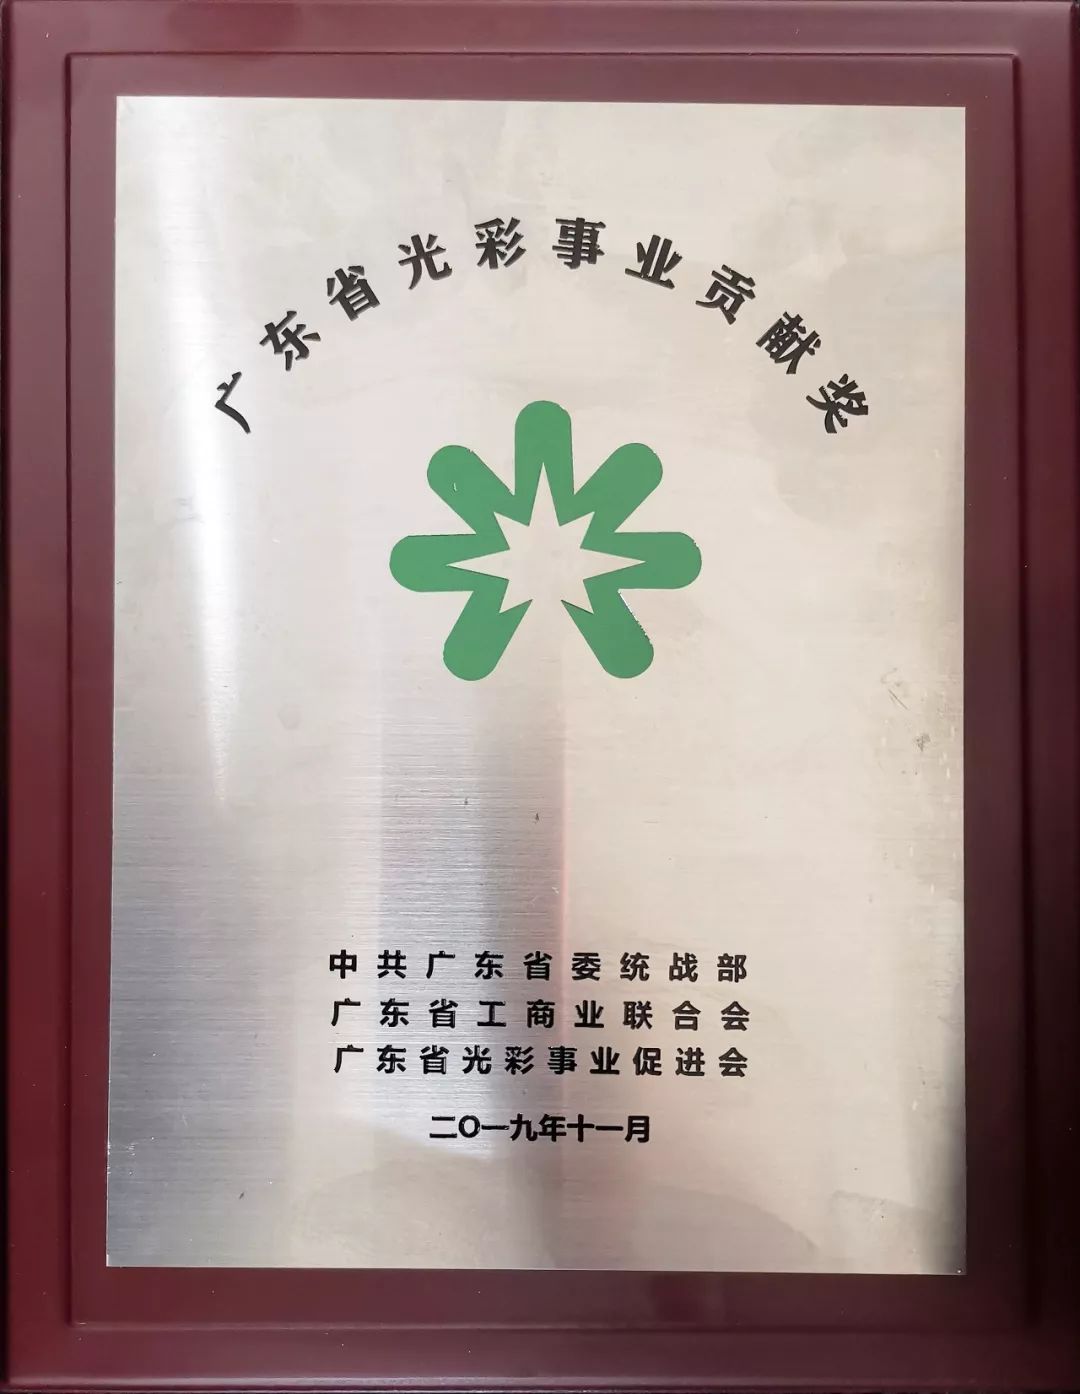 广东省光彩事业贡献奖
中共广东省委统战部
广东省工商业联合会
广东省光彩事业促进会
二〇一九年十一月